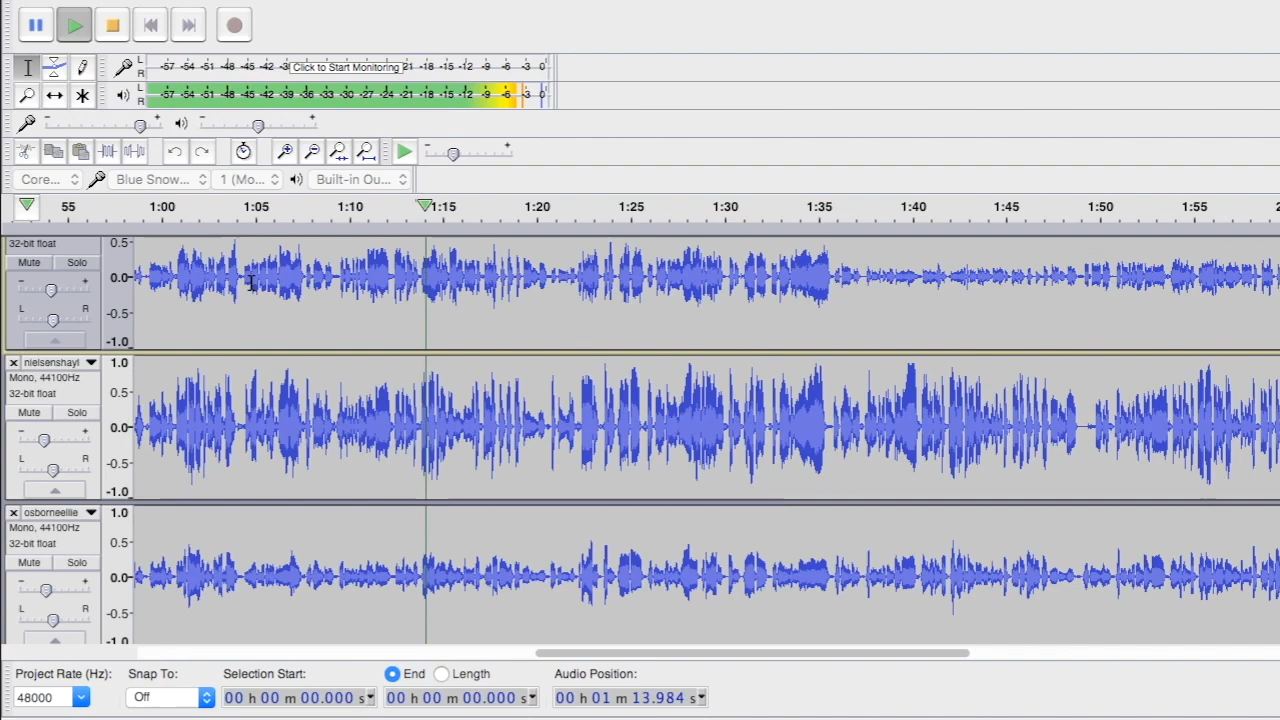 L
R
-57 -54 -51 -48 -45 -42 -3 Click to Start Monitoring 21 -18 -15 -12 -9 -6 -3 0
L
R
-57 -54 -51 -48 -45 -42 -39 -36 -33 -30 -27 -24 -21 -18 -15 -12 -9 -6 -3 0
- + - +
- +
Core... Blue Snow... 1 (Mo... Built-in Ou...
55 1:00 1:05 1:10 1:15 1:20 1:25 1:30 1:35 1:40 1:45 1:50 1:55 2
32-bit float 0.5
Mute Solo 0.0
- +
L R -0.5
-1.0
x nielsenshayl 1.0
Mono, 44100Hz
32-bit float 0.5
Mute Solo 0.0
- +
L R -0.5
-1.0
x osborneellie 1.0
Mono, 44100Hz
32-bit float 0.5
Mute Solo 0.0
- +
L R -0.5
-1.0
Project Rate (Hz): Snap To: Selection Start: End Length Audio Position:
48000 Off 00 h 00 m 00.000 s 00 h 00 m 00.000 s 00 h 01 m 13.984 s